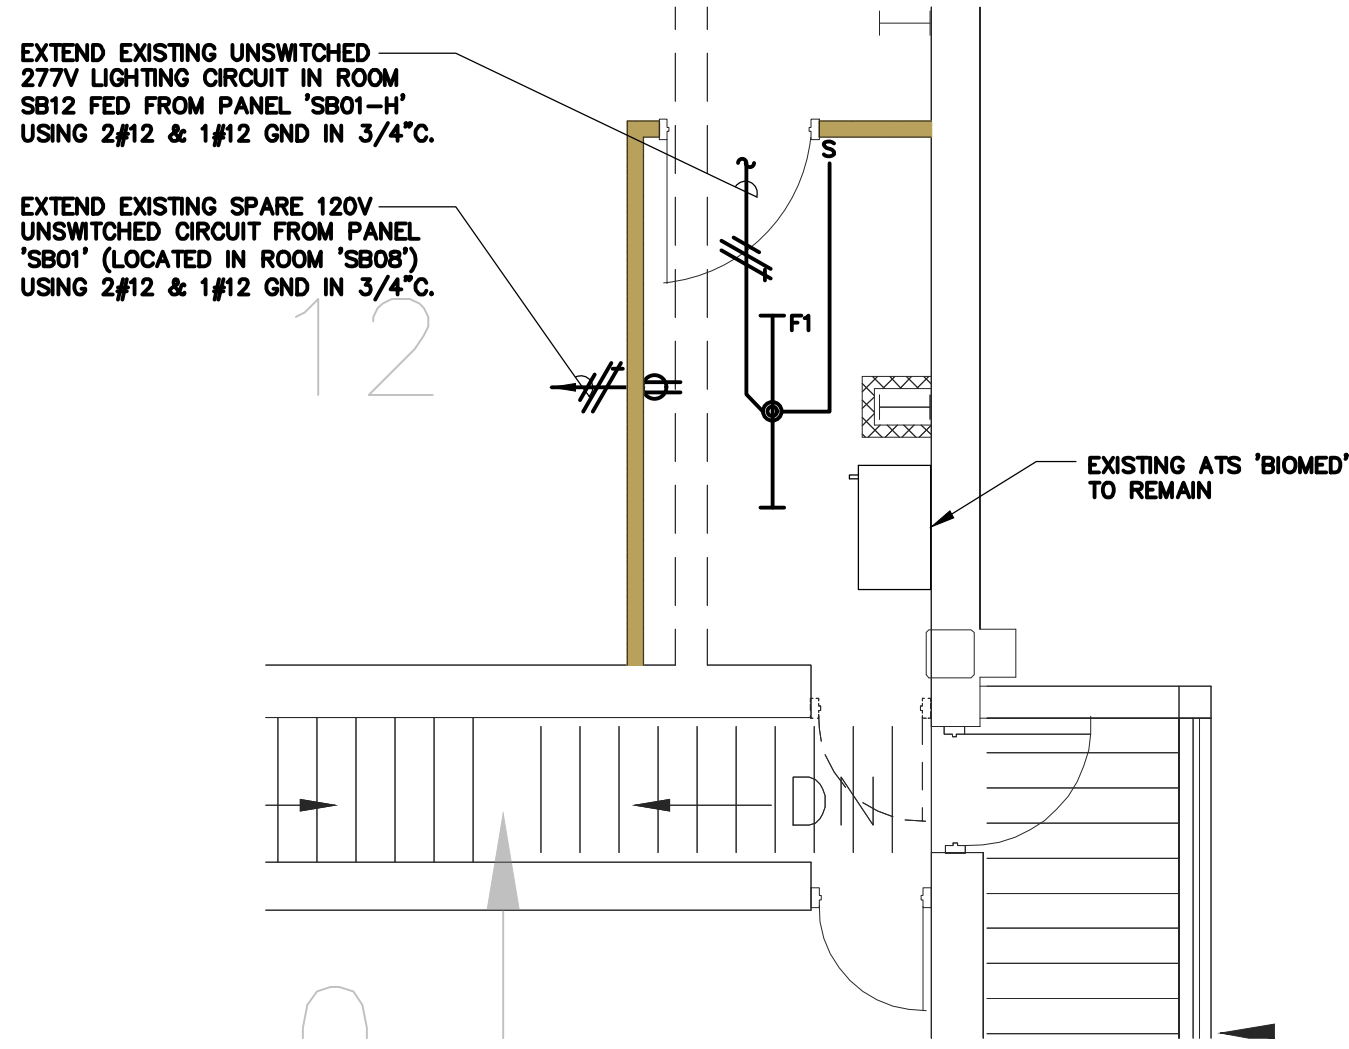 EXTEND EXISTING UNSWITCHED
277V LIGHTING CIRCUIT IN ROOM
SB12 FED FROM PANEL 'SB01-H'
USING 2#12 & 1#12 GND IN 3/4"C.
S
EXTEND EXISTING SPARE 120V
UNSWITCHED CIRCUIT FROM PANEL
'SB01' (LOCATED IN ROOM 'SB08')
USING 2#12 & 1#12 GND IN 3/4"C.
F1
12
EXISTING ATS 'BIOMED'
TO REMAIN
DN